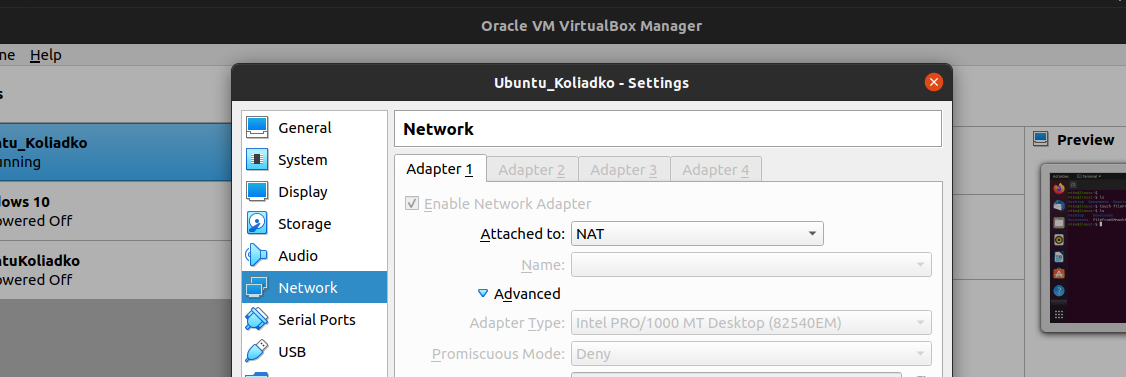 Oracle VM VirtualBox Manager
ne Help
Ubuntu_Koliadko - Settings
s
ntu_Koliadko
nning
dows 10
owered Off
ntuKoliadko
owered Off
General
System
Display
Storage
Audio
Network
Serial Ports
USB
Network
Adapter 1 Adapter 2 Adapter 3 Adapter 4
Enable Network Adapter
Attached to: NAT
Name:
Advanced
Adapter Type: Intel PRO/1000 MT Desktop (82540EM)
Promiscuous Mode: Deny
Preview